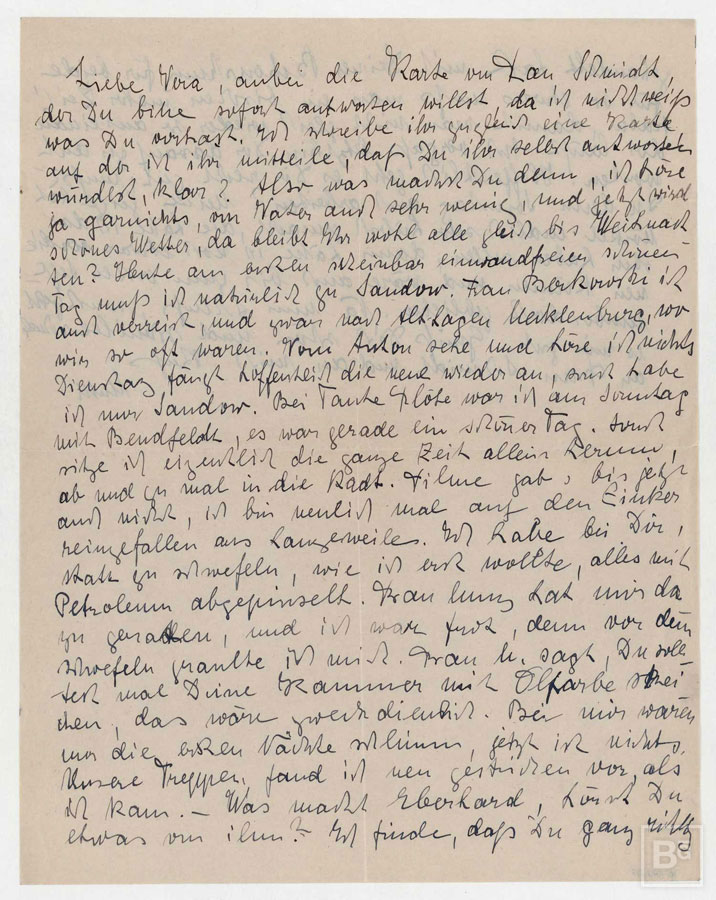 Liebe Vera, anbei die Karte von Dan Schmidt,
der Du bitte sofort antworten willst, da ich nicht weiß
was Du vorhast. Ich schreibe ihr zugleich eine Karte
auf der ich ihr mitteile, daß Du ihr selbst antworten
würdest, klar? Also was machst Du denn, ich höre
ja garnichts, von Vater auch sehr wenig, und jetzt wird
schönes Wetter, da bleibt Ihr wohl alle gleich bis Weihnach
ten? Heute am ersten scheinbar einwandfreien schönen
Tag muß ich natürlich zu Sandow. Frau Borkowski ist
auch verreist, und zwar nach Althagen Mecklenburg, wo
wir so oft waren. Vom Anton sehe und höre ich nichts
Dienstag fängt hoffentlich die neue wieder an, sonst habe
ich nur Sandow. Bei Tante Flöte war ich am Sonntag
mit Bendfeldt, es war gerade ein schöner Tag. Sonst
sitze ich eigentlich die ganze Zeit allein herum,
ab und zu mal in die Stadt. Filme gab's bis jetzt
auch nicht, ich bin neulich mal auf den
reingefallen aus Langerweile. Ich habe bei Dir,
statt zu schwefeln, wie ich erst wollte, alles mit
Petroleum abgepinselt. Frau hat mir da
zu geraten, und ich war froh, denn vor dem
schwefeln graulte ich mich. Frau sagt, Du soll
test mal Deine Kammer mit Ölfarbe strei
chen, das wäre zweckdienlich. Bei mir waren
nur die ersten Nächte schlimm, jetzt ist nichts.
Unsere Treppen fand ich neu gestrichen vor, als
ich kam. – Was macht Eberhard, hörst Du
etwas von ihm? – Ich finde, daß Du ganz richtig
BG